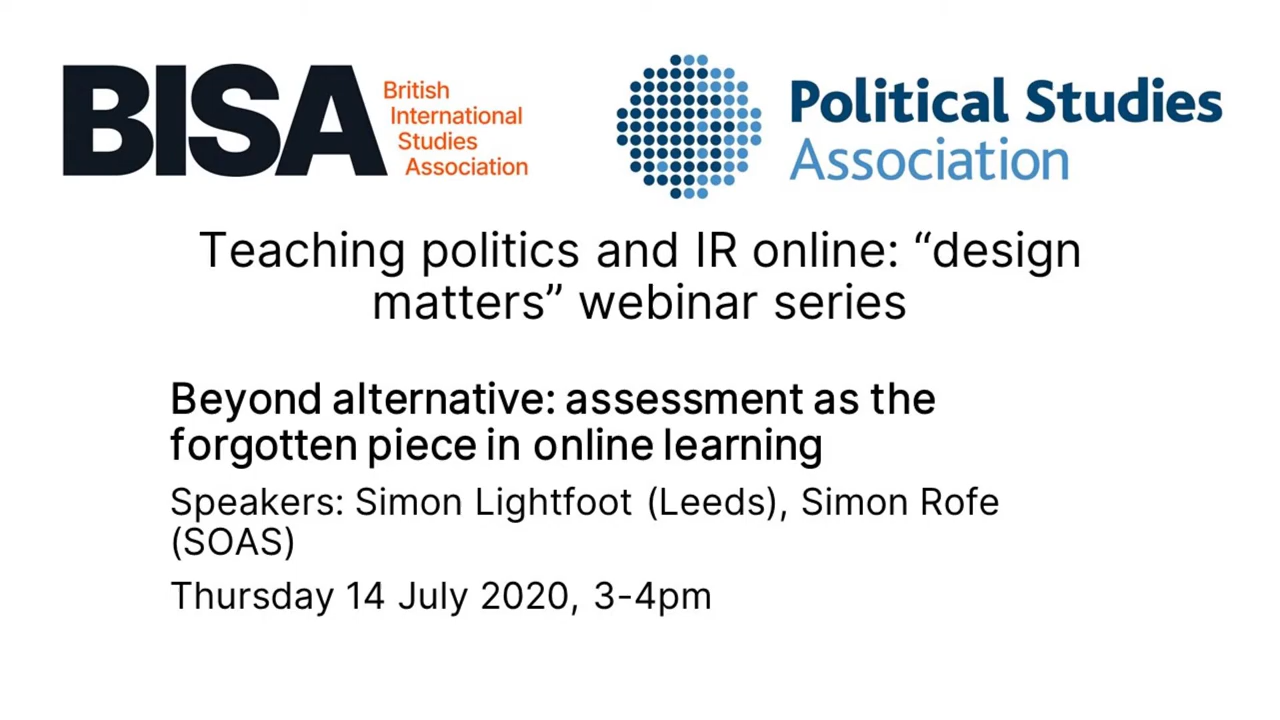 BISA
British
International
Studies
Association
Political Studies
Association
Teaching politics and IR online: “design
matters” webinar series
Beyond alternative: assessment as the
forgotten piece in online learning
Speakers: Simon Lightfoot (Leeds), Simon Rofe
(SOAS)
Thursday 14 July 2020, 3-4pm